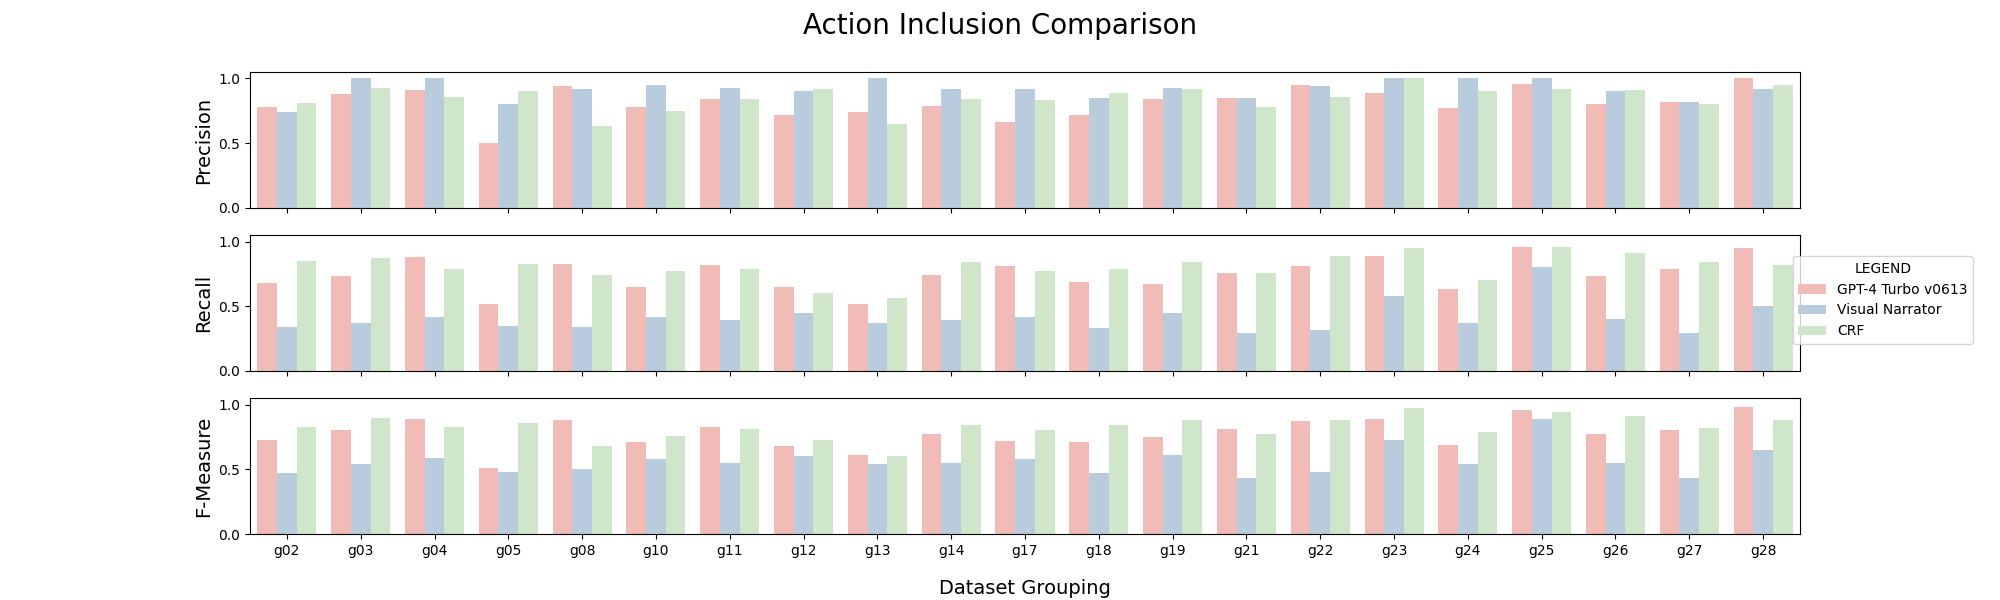 Action Inclusion Comparison
Precision
1.0
0.5
0.0
Recall
1.0
0.5
0.0
LEGEND
GPT-4 Turbo v0613
Visual Narrator
CRF
F-Measure
1.0
0.5
0.0
g02 g03 g04 g05 g08 g10 g11 g12 g13 g14 g17 g18 g19 g21 g22 g23 g24 g25 g26 g27 g28
Dataset Grouping